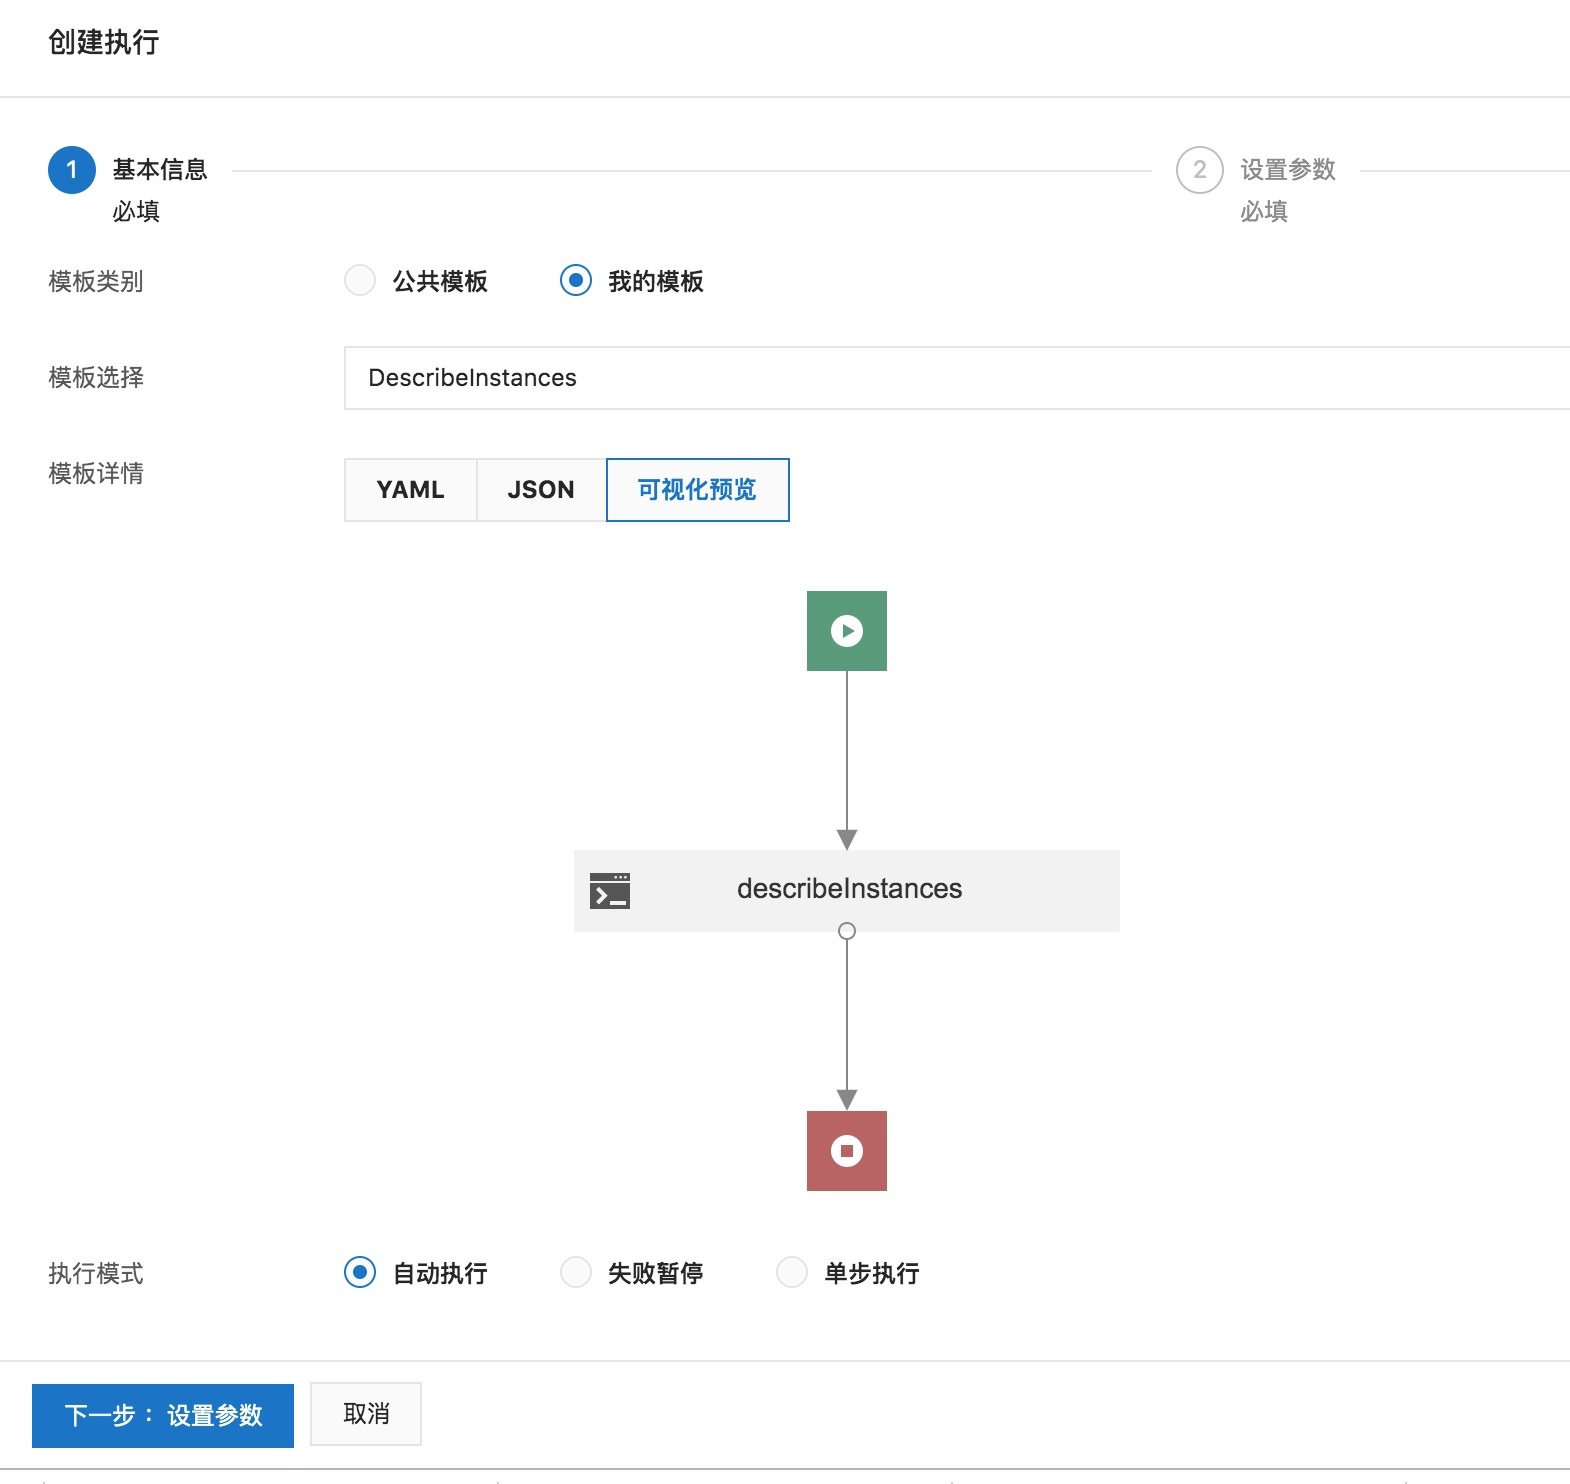 创建执行
1 基本信息
必填
2 设置参数
必填
模板类别 公共模板 我的模板
模板选择 DescribeInstances
模板详情 YAML JSON 可视化预览
describeInstances
执行模式 自动执行 失败暂停 单步执行
下一步： 设置参数 取消